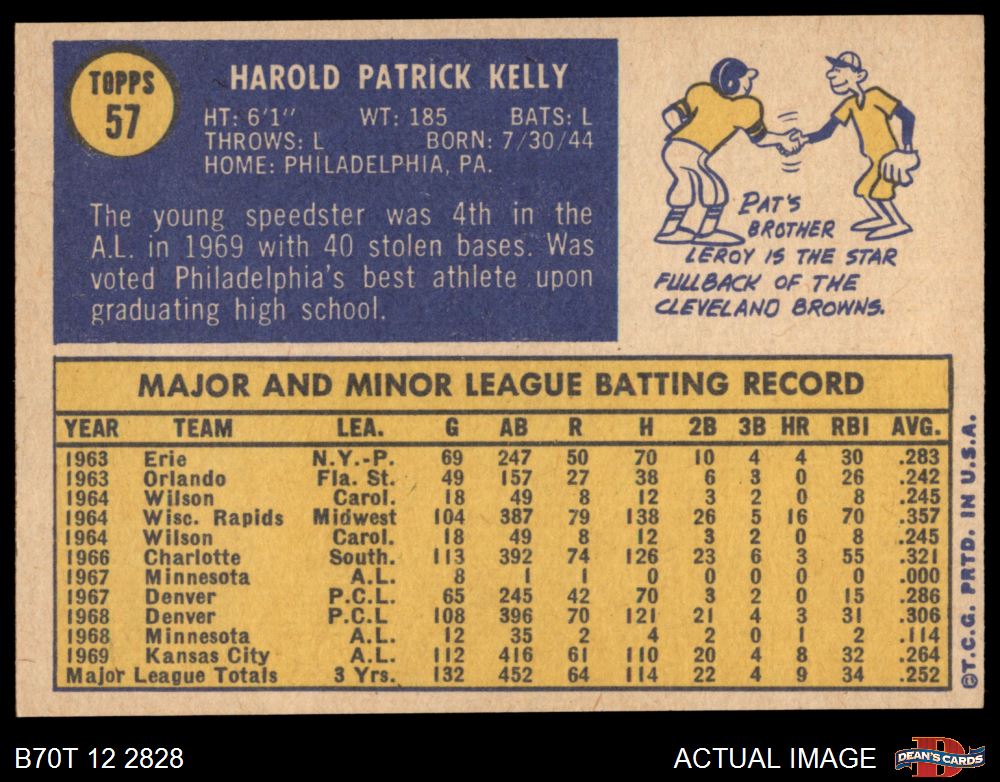 TOPPS
57
HAROLD PATRICK KELLY
HT: 6'1" WT: 185 BATS: L
THROWS: L BORN: 7/30/44
HOME: PHILADELPHIA, PA.
The young speedster was 4th in the
A.L. in 1969 with 40 stolen bases. Was
voted Philadelphia's best athlete upon
graduating high school.
PAT'S
BROTHER
LEROY IS THE STAR
FULLBACK OF THE
CLEVELAND BROWNS.
MAJOR AND MINOR LEAGUE BATTING RECORD
YEAR TEAM LEA. G AB R H 2B 3B HR RBI AVG.
1963 Erie N.Y.-P. 69 247 50 70 10 4 4 30 .283
1963 Orlando Fla. St. 49 157 27 38 6 3 0 26 .242
1964 Wilson Carol. 18 49 8 12 3 2 0 8 .245
1964 Wisc. Rapids Midwest 104 387 79 138 26 5 16 70 .357
1964 Wilson Carol. 18 49 8 12 3 2 0 8 .245
1966 Charlotte South. 113 392 74 126 23 6 3 55 .321
1967 Minnesota A.L. 8 1 1 0 0 0 0 0 .000
1967 Denver P.C.L. 65 245 42 70 3 2 0 15 .286
1968 Denver P.C.L 108 396 70 121 21 4 3 31 .306
1968 Minnesota A.L. 12 35 2 4 2 0 1 2 .114
1969 Kansas City A.L. 112 416 61 110 20 4 8 32 .264
Major League Totals 3 Yrs. 132 452 64 114 22 4 9 34 .252
©T.C.G. PRTD. IN U.S.A.
B70T 12 2828
ACTUAL IMAGE
D
DEAN'S CARDS